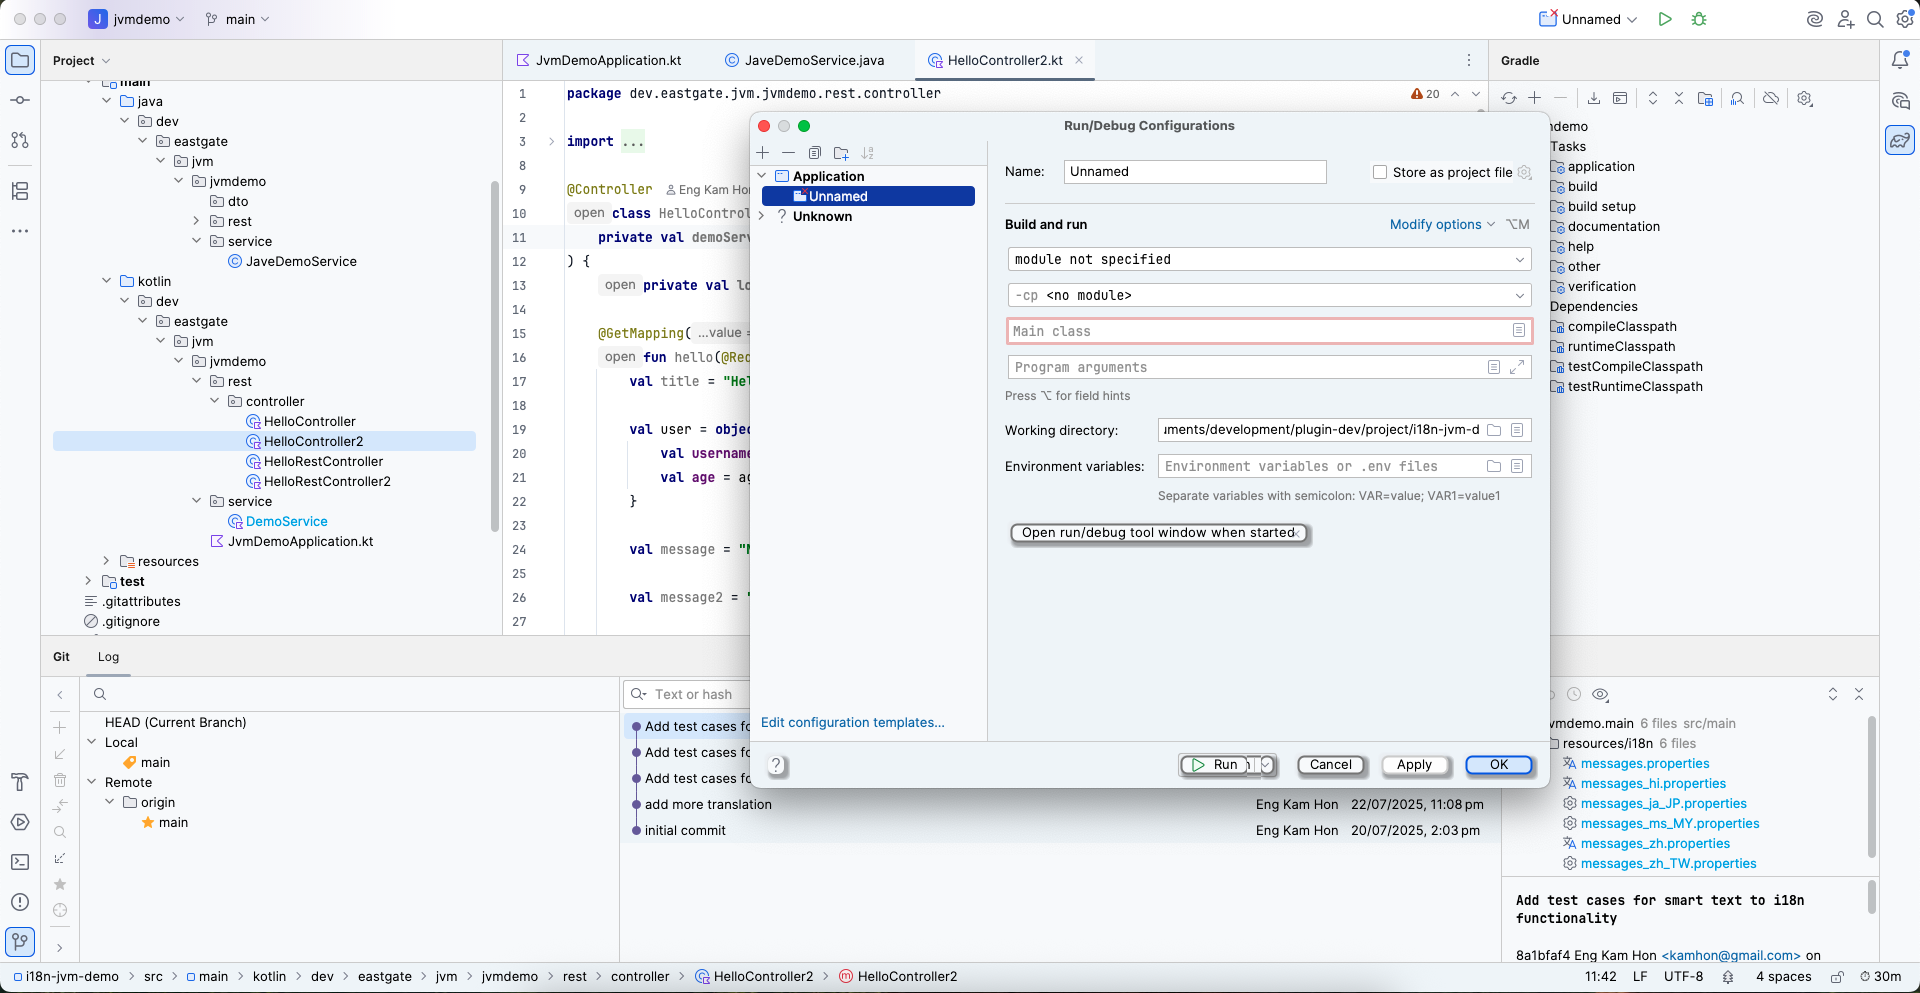 J jvmdemo main Unnamed
Project
JvmDemoApplication.kt JaveDemoService.java HelloController2.kt
Gradle
main
java
dev
eastgate
jvm
jvmdemo
dto
rest
service
JaveDemoService
kotlin
dev
eastgate
jvm
jvmdemo
rest
controller
HelloController
HelloController2
HelloRestController
HelloRestController2
service
DemoService
JvmDemoApplication.kt
resources
test
.gitattributes
.gitignore
1 package dev.eastgate.jvm.jvmdemo.rest.controller
20
2
3 import ...
8
9 @Controller Eng Kam Hon
10 open class HelloControl
11 private val demoServ
12 ) {
13 open private val lo
14
15 @GetMapping( ...value =
16 open fun hello(@Req
17 val title = "Hel
18
19 val user = objec
20 val username
21 val age = ag
22 }
23
24 val message = "
25
26 val message2 = "
27
Run/Debug Configurations
Application
Unnamed
? Unknown
Edit configuration templates...
Name: Unnamed Store as project file
Build and run Modify options ⌥M
module not specified
-cp <no module>
Main class
Program arguments
Press ⌥ for field hints
Working directory: uments/development/plugin-dev/project/i18n-jvm-d
Environment variables: Environment variables or .env files
Separate variables with semicolon: VAR=value; VAR1=value1
Open run/debug tool window when started
? Run Cancel Apply OK
demo
Tasks
application
build
build setup
documentation
help
other
verification
Dependencies
compileClasspath
runtimeClasspath
testCompileClasspath
testRuntimeClasspath
Git Log
HEAD (Current Branch)
Local
main
Remote
origin
main
Text or hash
Add test cases fo
Add test cases fo
Add test cases fo
add more translation Eng Kam Hon 22/07/2025, 11:08 pm
initial commit Eng Kam Hon 20/07/2025, 2:03 pm
vmdemo.main 6 files src/main
resources/i18n 6 files
messages.properties
messages_hi.properties
messages_ja_JP.properties
messages_ms_MY.properties
messages_zh.properties
messages_zh_TW.properties
Add test cases for smart text to i18n
functionality
8a1bfaf4 Eng Kam Hon <kamhon@gmail.com> on
i18n-jvm-demo > src > main > kotlin > dev > eastgate > jvm > jvmdemo > rest > controller > HelloController2 > HelloController2
11:42 LF UTF-8 4 spaces 30m